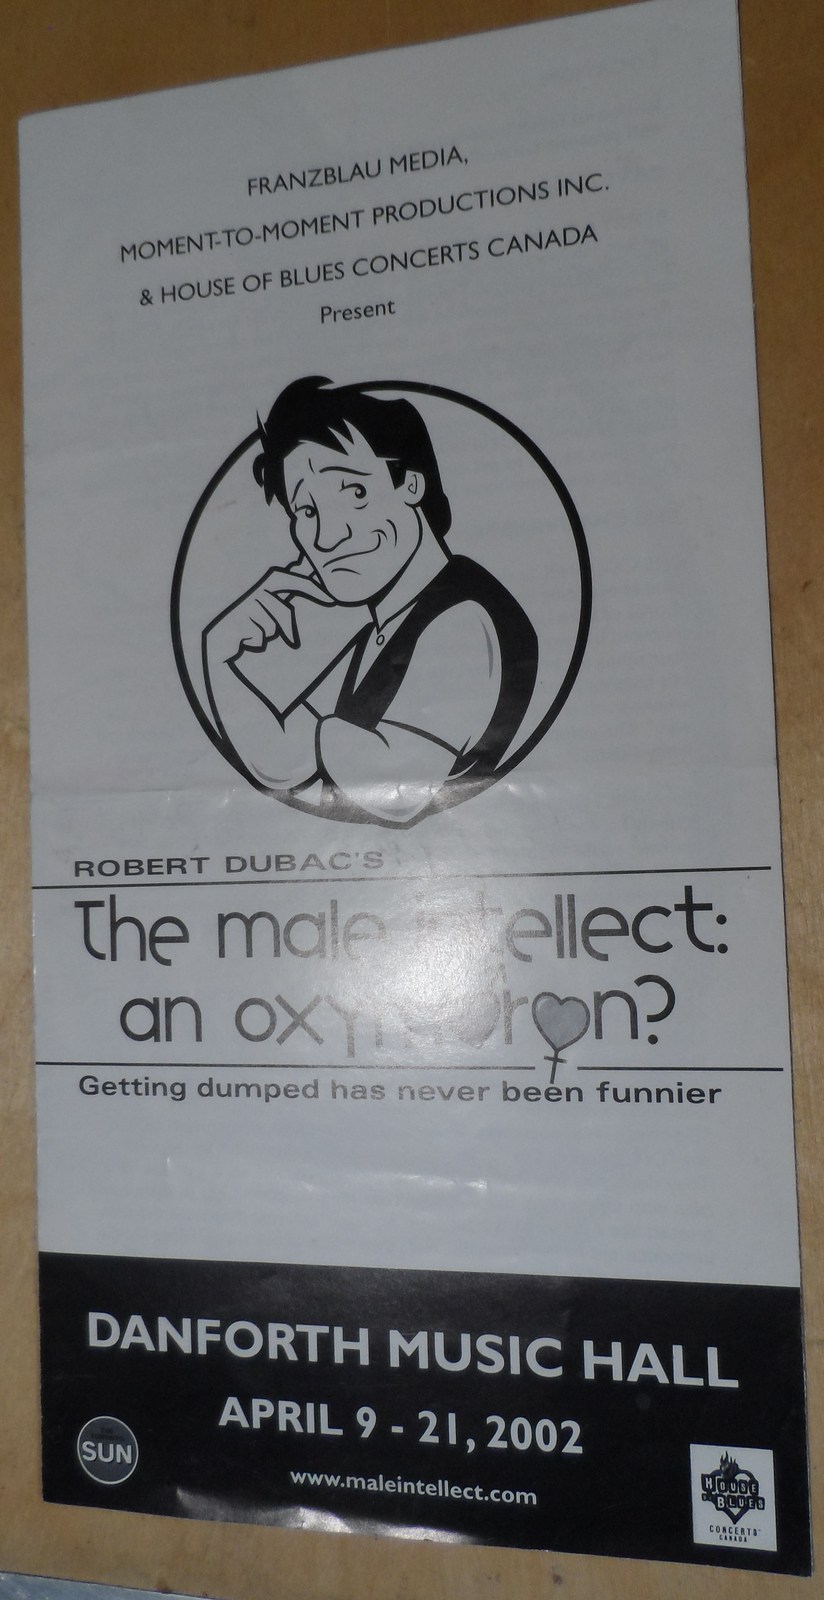 FRANZBLAU MEDIA,
MOMENT-TO-MOMENT PRODUCTIONS INC.
& HOUSE OF BLUES CONCERTS CANADA
Present
ROBERT DUBAC'S
The male intellect:
an oxymoron?
Getting dumped has never been funnier
DANFORTH MUSIC HALL
APRIL 9 - 21, 2002
SUN
www.maleintellect.com
HOUSE
OF BLUES
CONCERTS
CANADA